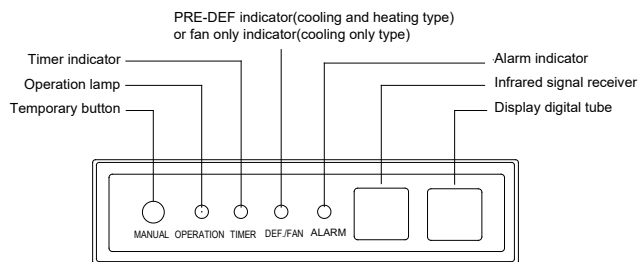 PRE-DEF indicator(cooling and heating type)
or fan only indicator(cooling only type)
Timer indicator
Operation lamp
Temporary button
Alarm indicator
Infrared signal receiver
Display digital tube
MANUAL OPERATION TIMER DEF./FAN ALARM